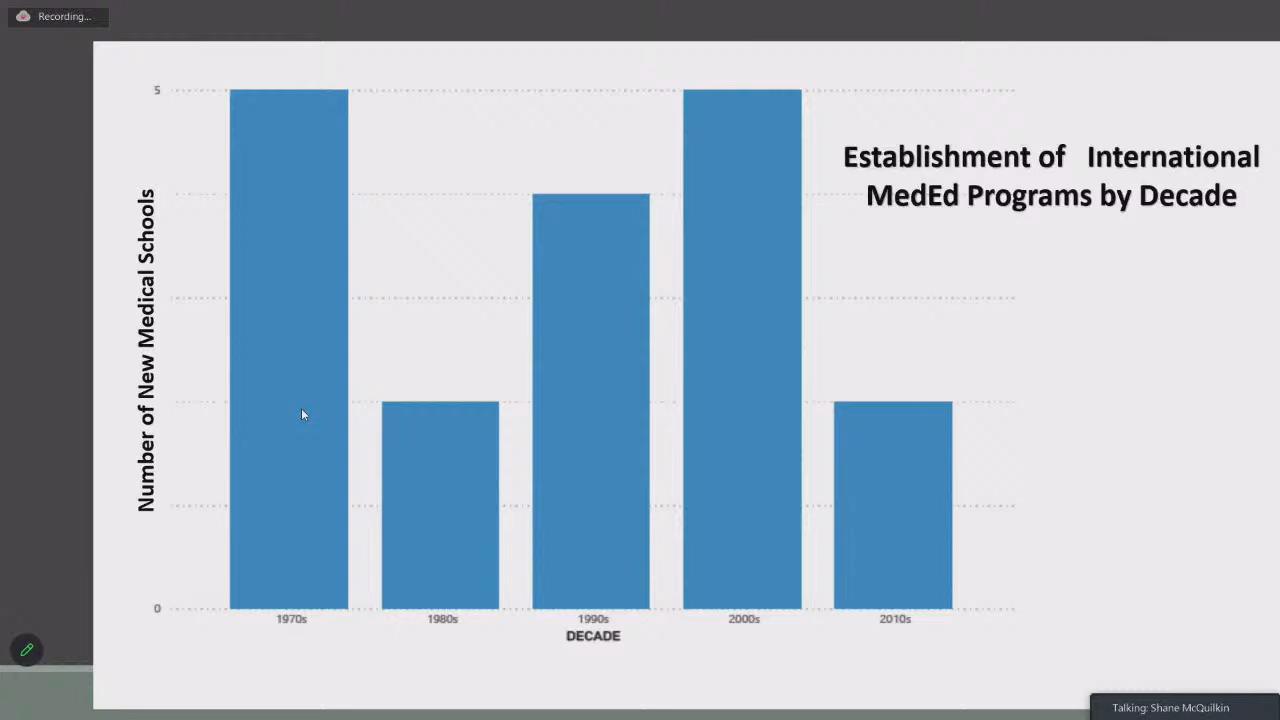 Recording...
Establishment of International
MedEd Programs by Decade
Number of New Medical Schools
5
0
1970s 1980s 1990s 2000s 2010s
DECADE
Talking: Shane McQuilkin